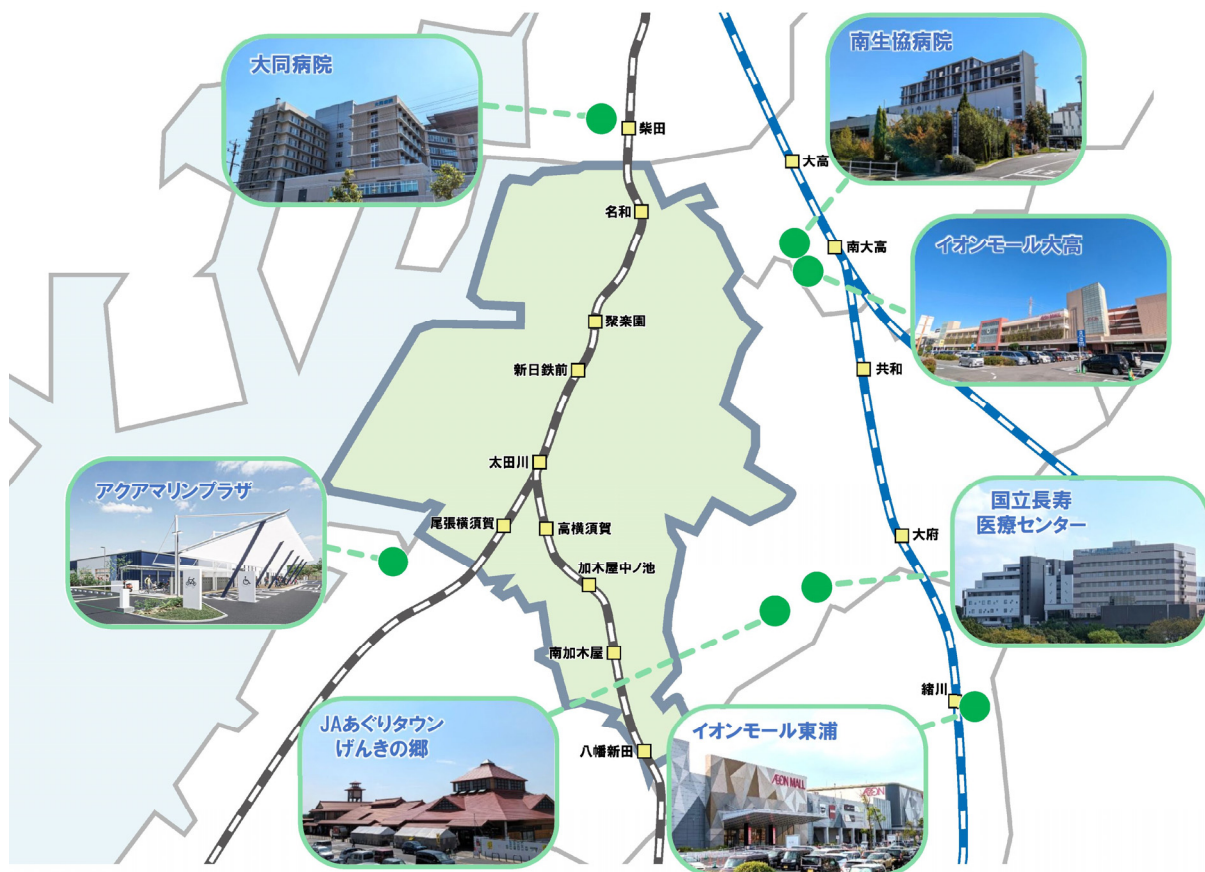 大同病院
南生協病院
柴田
大高
名和
南大高
イオンモール大高
聚楽園
新日鉄前
共和
太田川
アクアマリンプラザ
国立長寿
医療センター
尾張横須賀
高横須賀
大府
加木屋中ノ池
南加木屋
緒川
JAあぐりタウン
げんきの郷
イオンモール東浦
八幡新田
AEON MALL
AEON